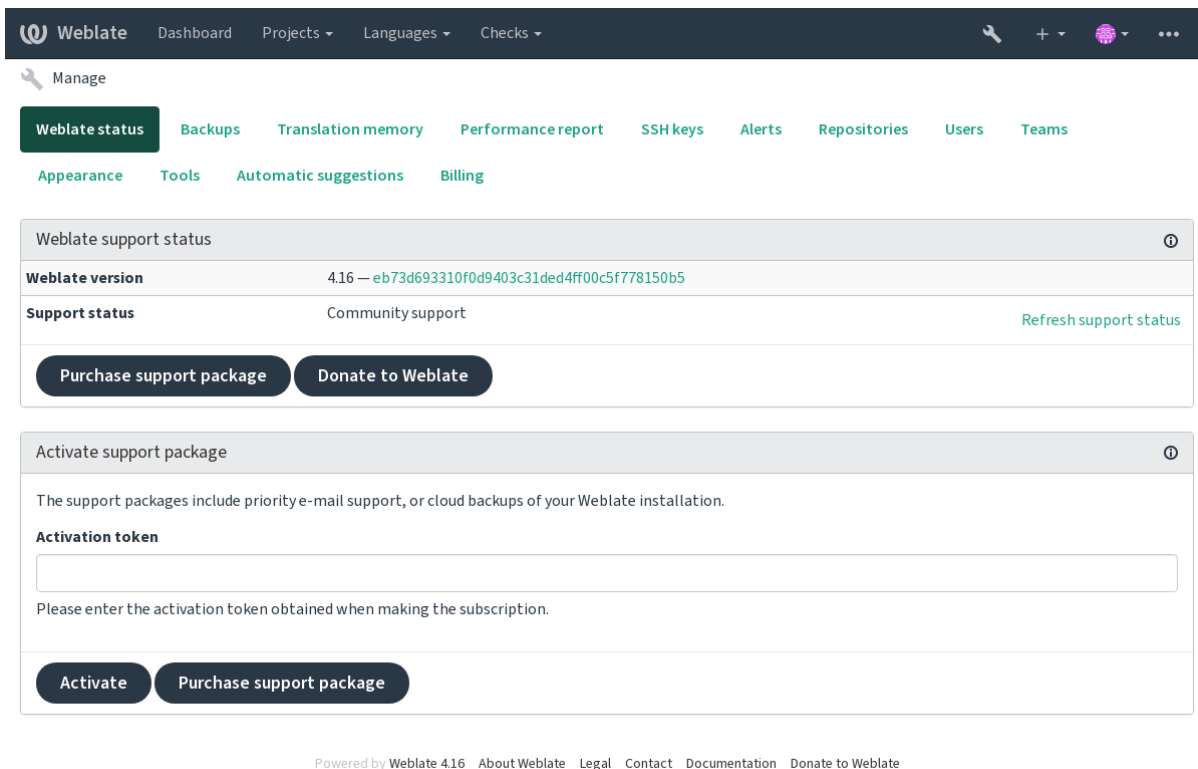 Weblate Dashboard Projects Languages Checks
Manage
Weblate status Backups Translation memory Performance report SSH keys Alerts Repositories Users Teams
Appearance Tools Automatic suggestions Billing
Weblate support status
Weblate version 4.16 — eb73d693310f0d9403c31ded4ff00c5f778150b5
Support status Community support Refresh support status
Purchase support package Donate to Weblate
Activate support package
The support packages include priority e-mail support, or cloud backups of your Weblate installation.
Activation token
Please enter the activation token obtained when making the subscription.
Activate Purchase support package
Powered by Weblate 4.16 About Weblate Legal Contact Documentation Donate to Weblate